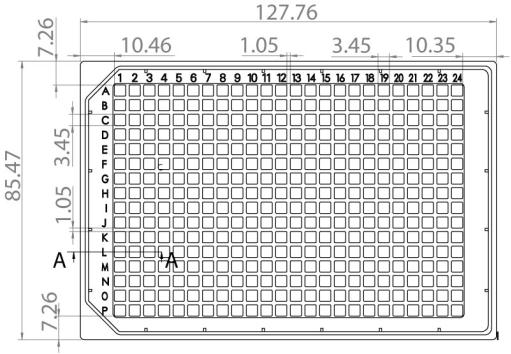 127.76
7.26 10.46 1.05 3.45 10.35
1 2 3 4 5 6 7 8 9 10 11 12 13 14 15 16 17 18 19 20 21 22 23 24
A
B
C
D
E
F
G
H
I
J
K
L
M
N
O
P
3.45
85.47
1.05
A A
7.26